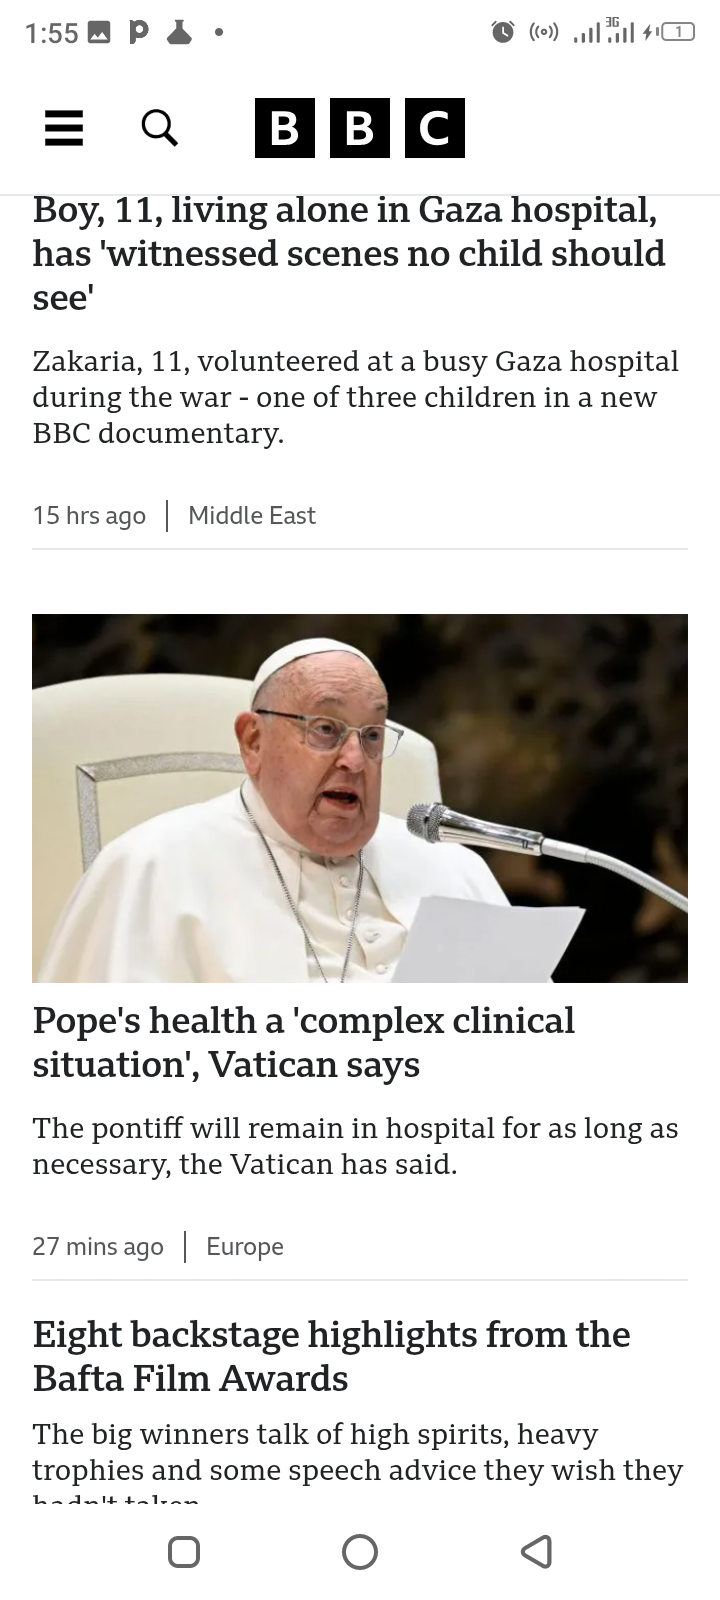 1:55
3G
1
BBC
Boy, 11, living alone in Gaza hospital,
has 'witnessed scenes no child should
see'
Zakaria, 11, volunteered at a busy Gaza hospital
during the war - one of three children in a new
BBC documentary.
15 hrs ago | Middle East
Pope's health a 'complex clinical
situation', Vatican says
The pontiff will remain in hospital for as long as
necessary, the Vatican has said.
27 mins ago | Europe
Eight backstage highlights from the
Bafta Film Awards
The big winners talk of high spirits, heavy
trophies and some speech advice they wish they
hadn't taken